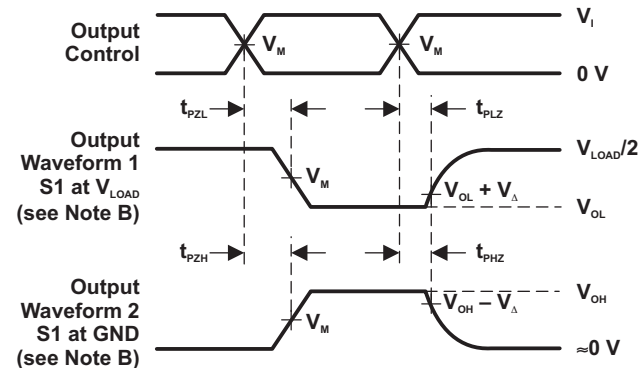 Output
Control
V_M
V_M
V_I
0 V
t_PZL
t_PLZ
Output
Waveform 1
S1 at V_LOAD
(see Note B)
V_M
V_OL + V_Δ
V_LOAD/2
V_OL
t_PZH
t_PHZ
Output
Waveform 2
S1 at GND
(see Note B)
V_M
V_OH – V_Δ
V_OH
≈0 V